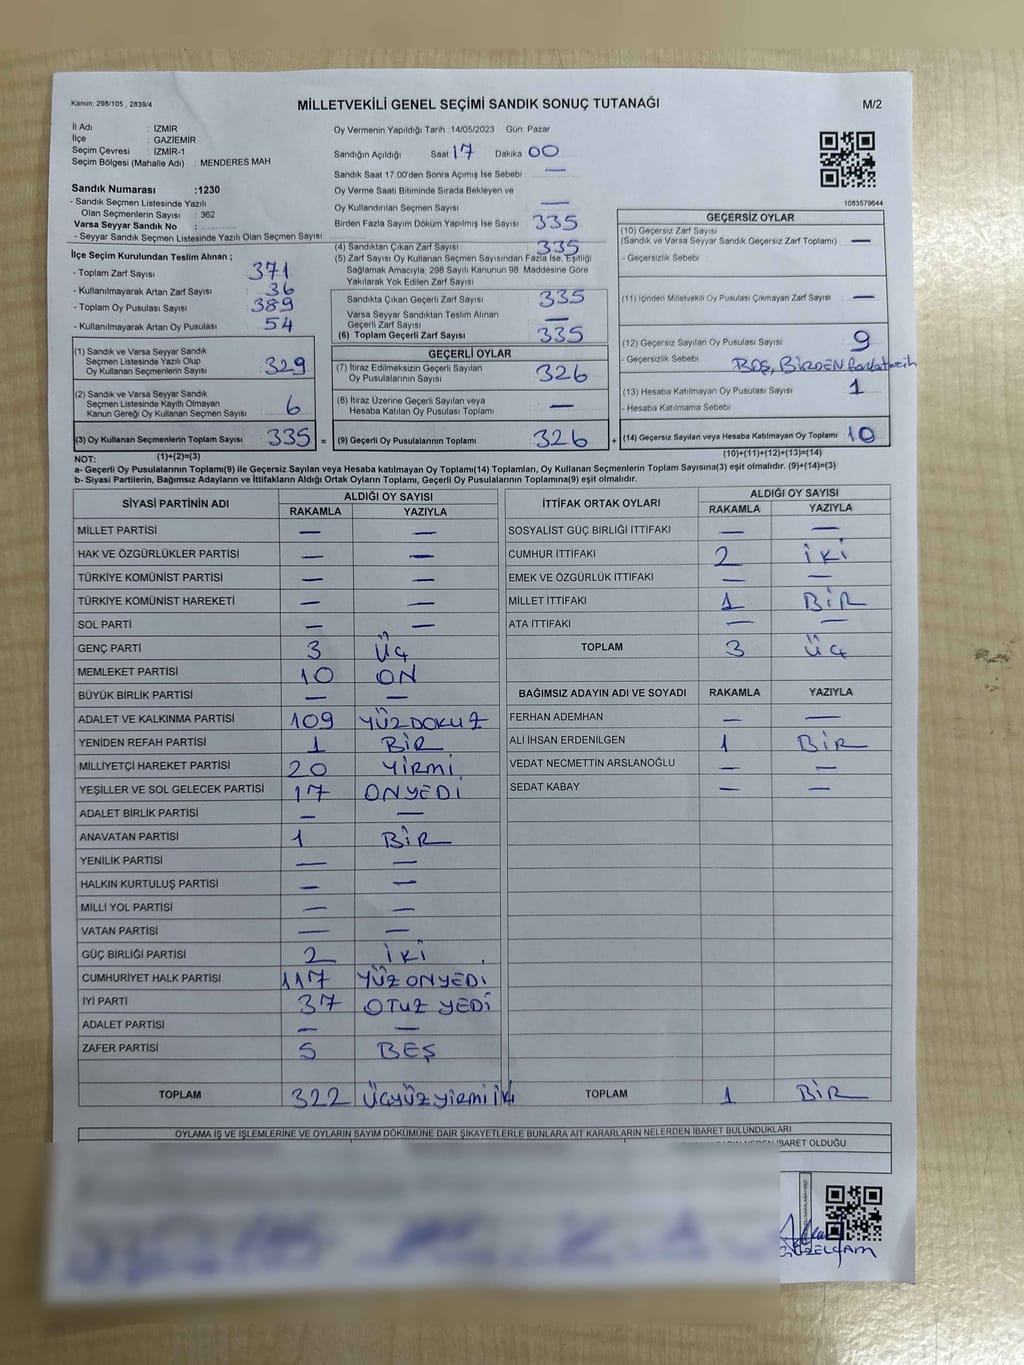 Kanun: 298/105 , 2839/4
MİLLETVEKİLİ GENEL SEÇİMİ SANDIK SONUÇ TUTANAĞI
M/2
İl Adı : İZMİR
İlçe : GAZİEMİR
Seçim Çevresi : İZMİR-1
Seçim Bölgesi (Mahalle Adı) : MENDERES MAH
Sandık Numarası :1230
- Sandık Seçmen Listesinde Yazılı
Olan Seçmenlerin Sayısı : 362
Varsa Seyyar Sandık No :
- Seyyar Sandık Seçmen Listesinde Yazılı Olan Seçmen Sayısı
Oy Vermenin Yapıldığı Tarih :14/05/2023 Gün Pazar
Sandığın Açıldığı Saat 17 Dakika 00
Sandık Saat 17.00'den Sonra Açımış İse Sebebi : —
Oy Verme Saati Bitiminde Sırada Bekleyen ve
Oy Kullandırılan Seçmen Sayısı —
Birden Fazla Sayım Döküm Yapılmış İse Sayısı 335
1083579644
İlçe Seçim Kurulundan Teslim Alınan ;
- Toplam Zarf Sayısı 371
- Kullanılmayarak Artan Zarf Sayısı 36
- Toplam Oy Pusulası Sayısı 389
- Kullanılmayarak Artan Oy Pusulası 54
(4) Sandıktan Çıkan Zarf Sayısı 335
(5) Zarf Sayısı Oy Kullanan Seçmen Sayısından Fazla İse, Eşitliği
Sağlamak Amacıyla, 298 Sayılı Kanunun 98. Maddesine Göre
Yakılarak Yok Edilen Zarf Sayısı
Sandıkta Çıkan Geçerli Zarf Sayısı 335
Varsa Seyyar Sandıktan Teslim Alınan
Geçerli Zarf Sayısı —
(6) Toplam Geçerli Zarf Sayısı 335
GEÇERSİZ OYLAR
(10) Geçersiz Zarf Sayısı
(Sandık ve Varsa Seyyar Sandık Geçersiz Zarf Toplamı) —
- Geçersizlik Sebebi
(11) İçinden Milletvekili Oy Pusulası Çıkmayan Zarf Sayısı —
(12) Geçersiz Sayılan Oy Pusulası Sayısı 9
- Geçersizlik Sebebi BOŞ, BİRDEN fazla tercih
(13) Hesaba Katılmayan Oy Pusulası Sayısı 1
- Hesaba Katılmama Sebebi
(1) Sandık ve Varsa Seyyar Sandık
Seçmen Listesinde Yazılı Olup
Oy Kullanan Seçmenlerin Sayısı 329
(2) Sandık ve Varsa Seyyar Sandık
Seçmen Listesinde Kayıtlı Olmayan
Kanun Gereği Oy Kullanan Seçmen Sayısı 6
GEÇERLİ OYLAR
(7) İtiraz Edilmeksizin Geçerli Sayılan
Oy Pusulalarının Sayısı 326
(8) İtiraz Üzerine Geçerli Sayılan veya
Hesaba Katılan Oy Pusulası Toplamı —
(3) Oy Kullanan Seçmenlerin Toplam Sayısı 335 = (9) Geçerli Oy Pusulalarının Toplamı 326 + (14) Geçersiz Sayılan veya Hesaba Katılmayan Oy Toplamı 10
NOT: (1)+(2)=(3) (10)+(11)+(12)+(13)=(14)
a- Geçerli Oy Pusulalarının Toplamı(9) ile Geçersiz Sayılan veya Hesaba katılmayan Oy Toplamı(14) Toplamları, Oy Kullanan Seçmenlerin Toplam Sayısına(3) eşit olmalıdır. (9)+(14)=(3)
b- Siyasi Partilerin, Bağımsız Adayların ve İttifakların Aldığı Oyların Toplamı, Geçerli Oy Pusulalarının Toplamına(9) eşit olmalıdır.
SİYASİ PARTİNİN ADI ALDIĞI OY SAYISI
RAKAMLA YAZIYLA
MİLLET PARTİSİ — —
HAK VE ÖZGÜRLÜKLER PARTİSİ — —
TÜRKİYE KOMÜNİST PARTİSİ — —
TÜRKİYE KOMÜNİST HAREKETİ — —
SOL PARTİ — —
GENÇ PARTİ 3 ÜÇ
MEMLEKET PARTİSİ 10 ON
BÜYÜK BİRLİK PARTİSİ — —
ADALET VE KALKINMA PARTİSİ 109 YÜZDOKUZ
YENİDEN REFAH PARTİSİ 1 BİR
MİLLİYETÇİ HAREKET PARTİSİ 20 YİRMİ
YEŞİLLER VE SOL GELECEK PARTİSİ 17 ONYEDİ
ADALET BİRLİK PARTİSİ — —
ANAVATAN PARTİSİ 1 BİR
YENİLİK PARTİSİ — —
HALKIN KURTULUŞ PARTİSİ — —
MİLLİ YOL PARTİSİ — —
VATAN PARTİSİ — —
GÜÇ BİRLİĞİ PARTİSİ 2 İKİ
CUMHURİYET HALK PARTİSİ 117 YÜZONYEDİ
İYİ PARTİ 37 OTUZ YEDİ
ADALET PARTİSİ — —
ZAFER PARTİSİ 5 BEŞ
TOPLAM 322 ÜÇYÜZYİRMİ İKİ
İTTİFAK ORTAK OYLARI ALDIĞI OY SAYISI
RAKAMLA YAZIYLA
SOSYALİST GÜÇ BİRLİĞİ İTTİFAKI — —
CUMHUR İTTİFAKI 2 İKİ
EMEK VE ÖZGÜRLÜK İTTİFAKI — —
MİLLET İTTİFAKI 1 BİR
ATA İTTİFAKI — —
TOPLAM 3 ÜÇ
BAĞIMSIZ ADAYIN ADI VE SOYADI RAKAMLA YAZIYLA
FERHAN ADEMHAN — —
ALİ İHSAN ERDENİLGEN 1 BİR
VEDAT NECMETTİN ARSLANOĞLU — —
SEDAT KABAY — —
TOPLAM 1 BİR
OYLAMA İŞ VE İŞLEMLERİNE VE OYLARIN SAYIM DÖKÜMÜNE DAİR ŞİKAYETLERLE BUNLARA AİT KARARLARIN NELERDEN İBARET BULUNDUKLARI
İBARET OLDUĞU
GÜZELÇAM